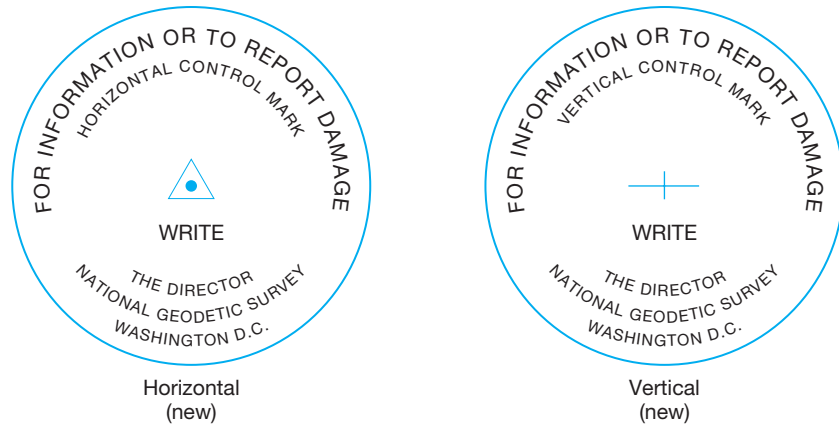 FOR INFORMATION OR TO REPORT DAMAGE
HORIZONTAL CONTROL MARK
WRITE
THE DIRECTOR
NATIONAL GEODETIC SURVEY
WASHINGTON D.C.
Horizontal
(new)
FOR INFORMATION OR TO REPORT DAMAGE
VERTICAL CONTROL MARK
WRITE
THE DIRECTOR
NATIONAL GEODETIC SURVEY
WASHINGTON D.C.
Vertical
(new)